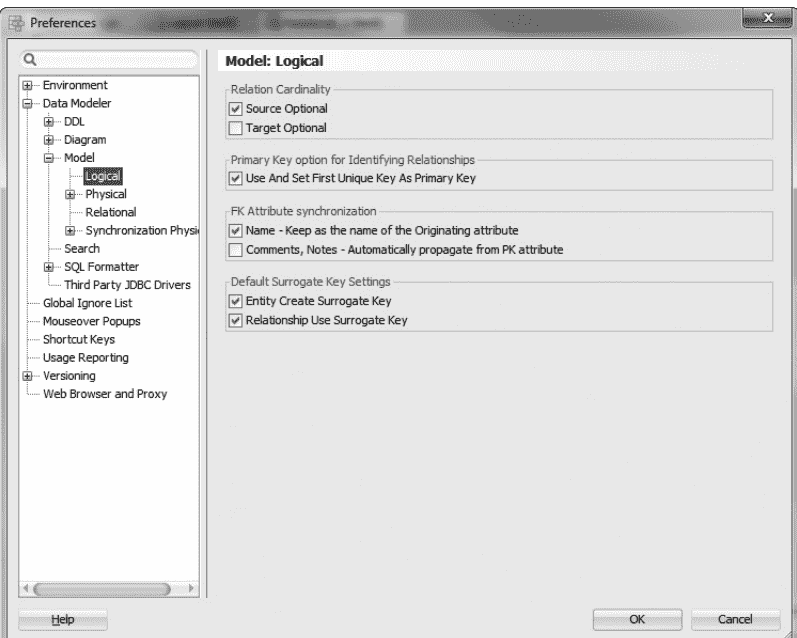 Preferences
Environment
Data Modeler
DDL
Diagram
Model
Logical
Physical
Relational
Synchronization Physi
Search
SQL Formatter
Third Party JDBC Drivers
Global Ignore List
Mouseover Popups
Shortcut Keys
Usage Reporting
Versioning
Web Browser and Proxy
Model: Logical
Relation Cardinality
Source Optional
Target Optional
Primary Key option for Identifying Relationships
Use And Set First Unique Key As Primary Key
FK Attribute synchronization
Name - Keep as the name of the Originating attribute
Comments, Notes - Automatically propagate from PK attribute
Default Surrogate Key Settings
Entity Create Surrogate Key
Relationship Use Surrogate Key
Help
OK
Cancel